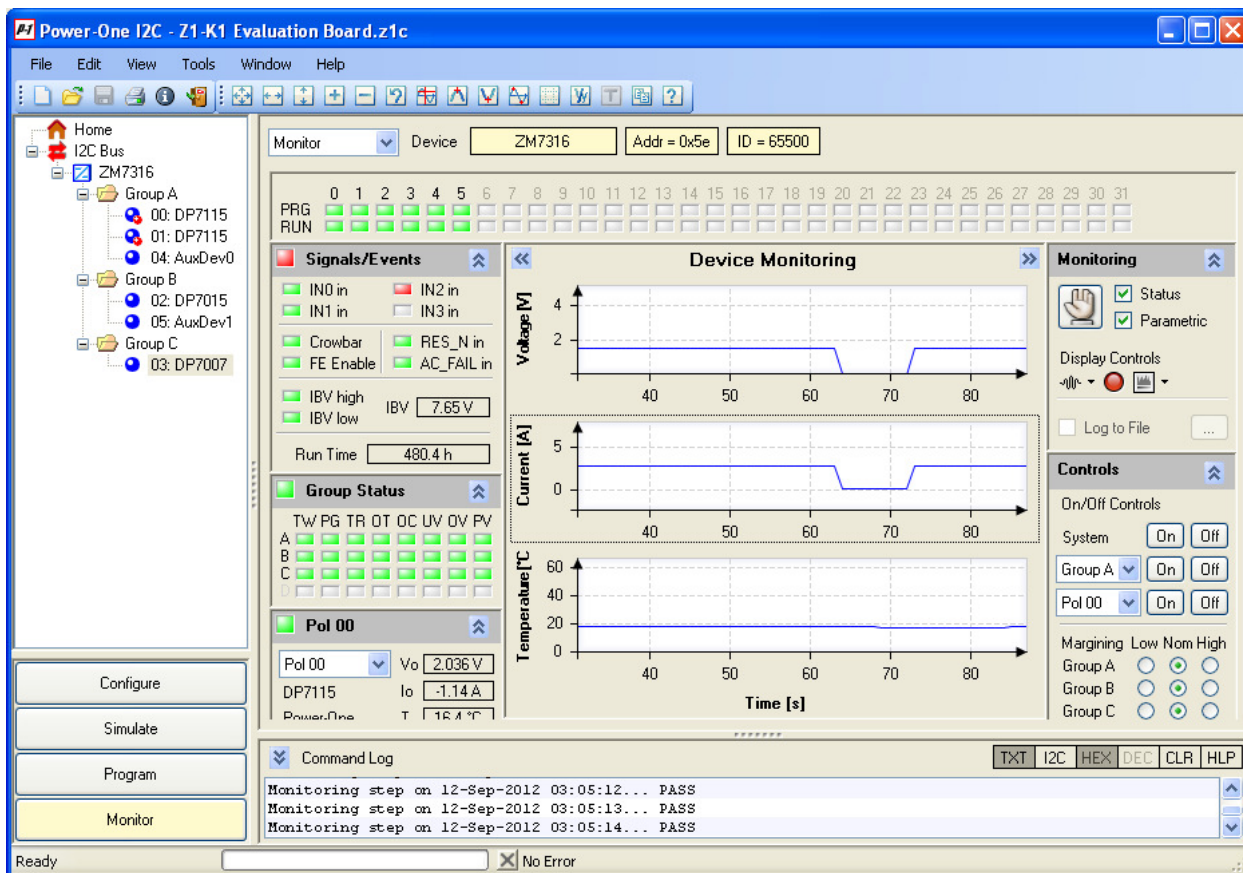 Power-One I2C - Z1-K1 Evaluation Board.z1c
File Edit View Tools Window Help
Home
I2C Bus
ZM7316
Group A
00: DP7115
01: DP7115
04: AuxDev0
Group B
02: DP7015
05: AuxDev1
Group C
03: DP7007
Configure
Simulate
Program
Monitor
Monitor Device ZM7316 Addr = 0x5e ID = 65500
0 1 2 3 4 5 6 7 8 9 10 11 12 13 14 15 16 17 18 19 20 21 22 23 24 25 26 27 28 29 30 31
PRG
RUN
Signals/Events
IN0 in IN2 in
IN1 in IN3 in
Crowbar RES_N in
FE Enable AC_FAIL in
IBV high
IBV 7.65 V
IBV low
Run Time 480.4 h
Group Status
TW PG TR OT OC UV OV PV
A
B
C
D
Pol 00
Pol 00 Vo 2.036 V
DP7115 Io -1.14 A
Power-One T 16.4 °C
Device Monitoring
Voltage [V]
4
2
40 50 60 70 80
Current [A]
5
0
40 50 60 70 80
Temperature[°C
60
40
20
0
40 50 60 70 80
Time [s]
Monitoring
Status
Parametric
Display Controls
Log to File ...
Controls
On/Off Controls
System On Off
Group A On Off
Pol 00 On Off
Margining Low Nom High
Group A
Group B
Group C
Command Log TXT I2C HEX DEC CLR HLP
Monitoring step on 12-Sep-2012 03:05:12... PASS
Monitoring step on 12-Sep-2012 03:05:13... PASS
Monitoring step on 12-Sep-2012 03:05:14... PASS
Ready No Error